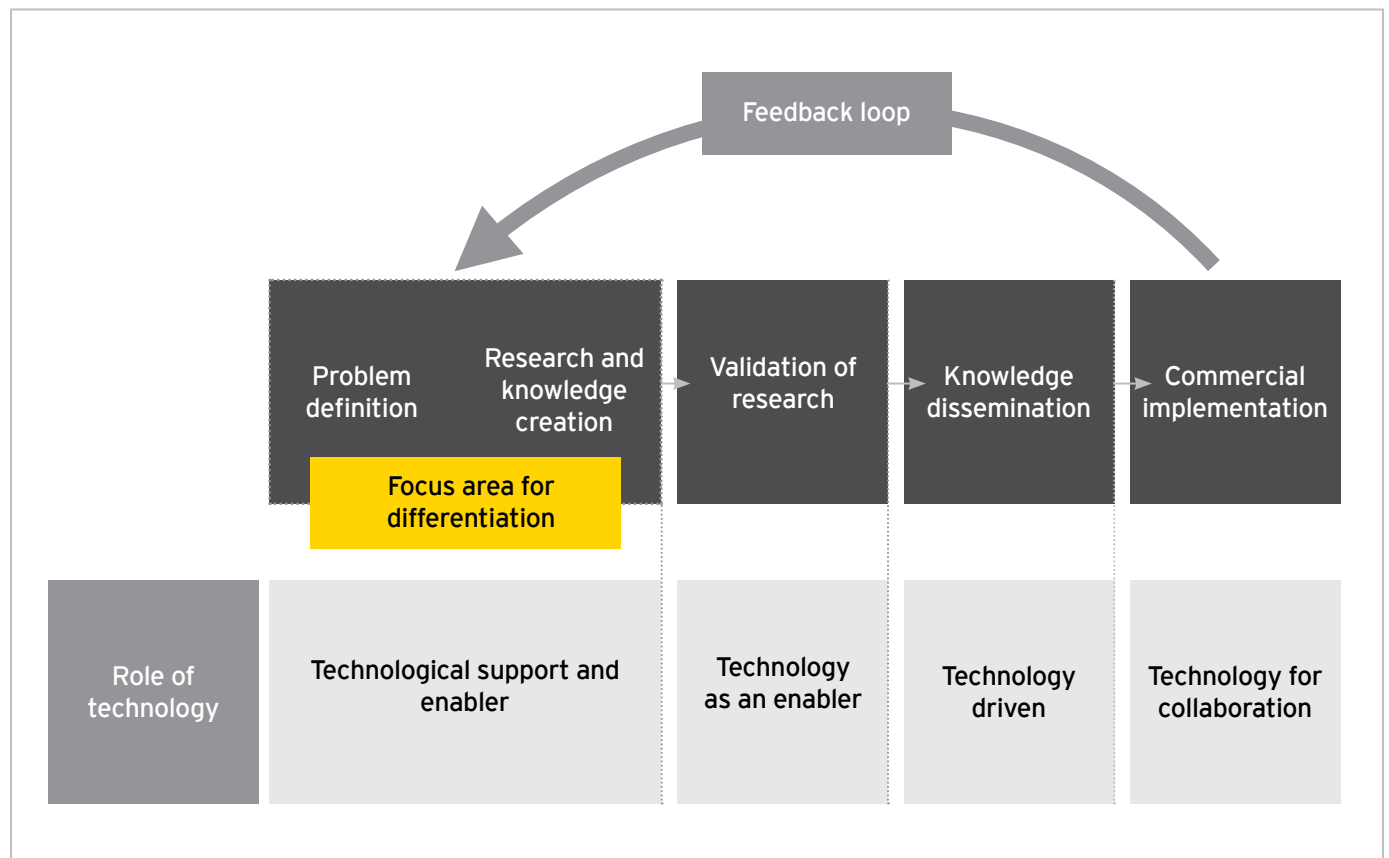 Feedback loop
Problem
definition
Research and
knowledge
creation
Validation of
research
Knowledge
dissemination
Commercial
implementation
Focus area for
differentiation
Role of
technology
Technological support and
enabler
Technology
as an enabler
Technology
driven
Technology for
collaboration